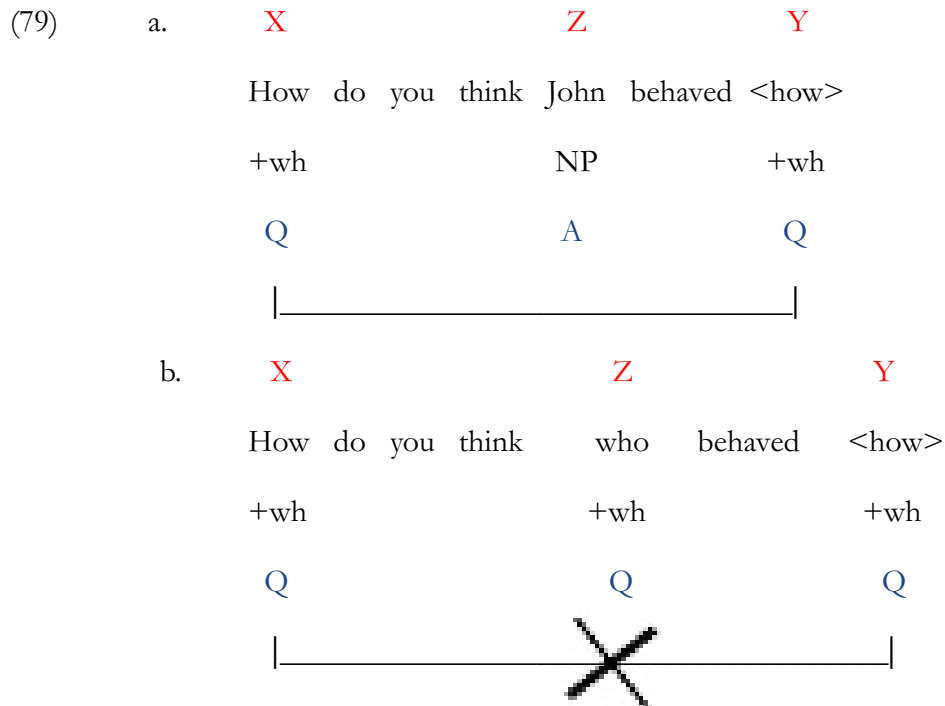 (79) a. X Z Y
How do you think John behaved <how>
+wh NP +wh
Q A Q
b. X Z Y
How do you think who behaved <how>
+wh +wh +wh
Q Q Q